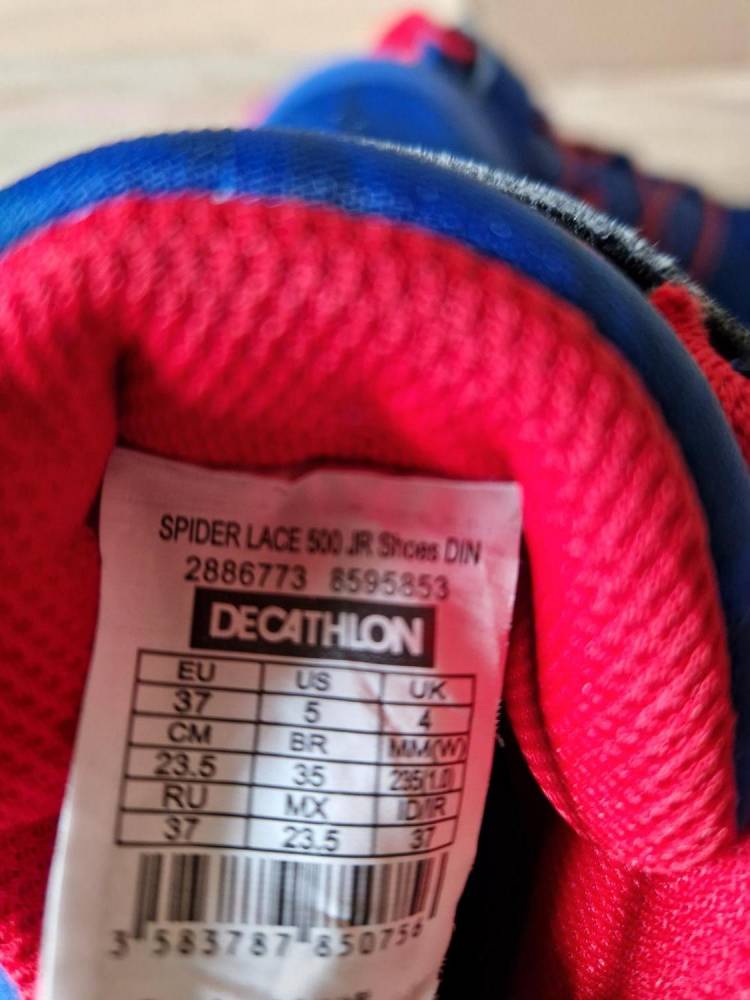 SPIDER LACE 500 JR Shoes DIN
2886773 8595853
DECATHLON
EU US UK
37 5 4
CM BR MM(W)
23.5 35 235(1.0)
RU MX ID/IR
37 23.5 37
3 583787 850756